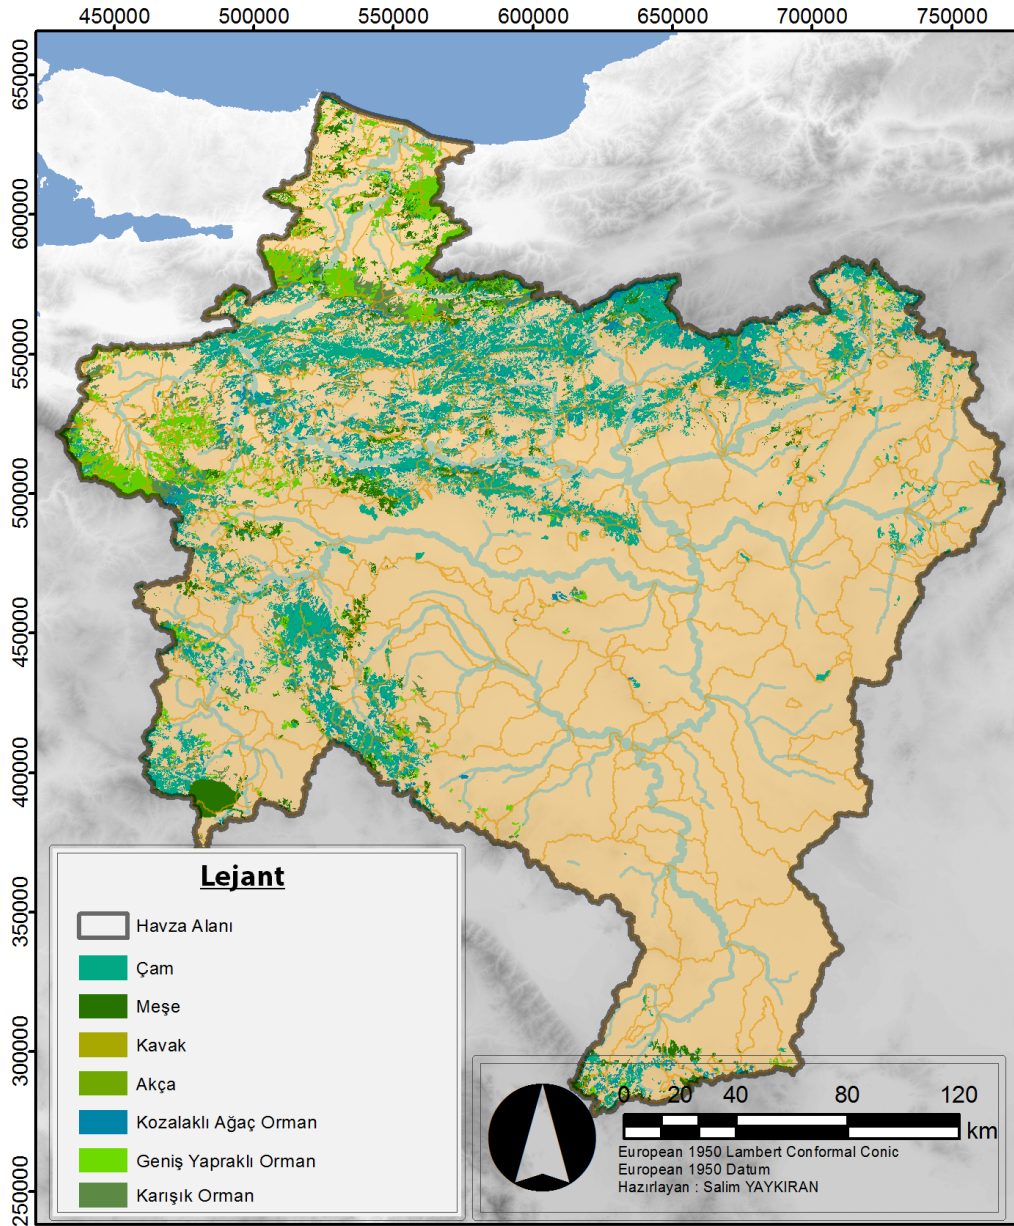 450000 500000 550000 600000 650000 700000 750000
650000
600000
550000
500000
450000
400000
350000
300000
250000
Lejant
Havza Alanı
Çam
Meşe
Kavak
Akça
Kozalaklı Ağaç Orman
Geniş Yapraklı Orman
Karışık Orman
0 20 40 80 120
km
European 1950 Lambert Conformal Conic
European 1950 Datum
Hazırlayan : Salim YAYKIRAN